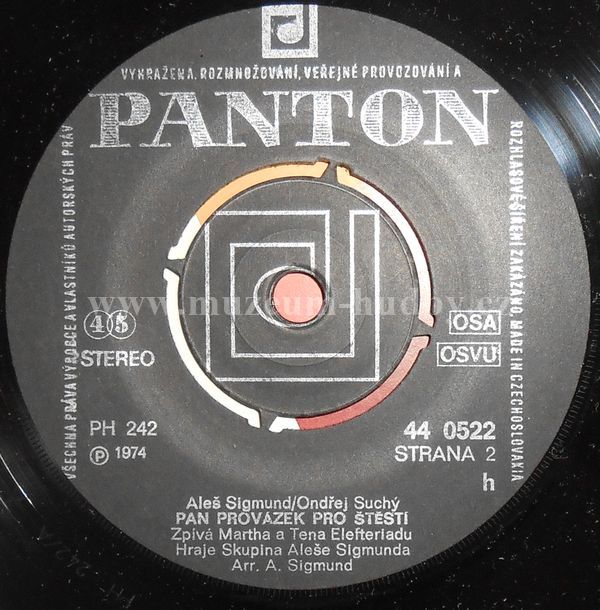 VŠECHNA PRÁVA VÝROBCE A VLASTNÍKŮ AUTORSKÝCH PRÁV VYHRAŽENA. ROZMNOŽOVÁNÍ, VEŘEJNÉ PROVOZOVÁNÍ A ROZHLASOVÉ ŠÍŘENÍ ZAKÁZÁNO. MADE IN CZECHOSLOVAKIA
PANTON
www.muzeum-hudby.cz
45
STEREO
OSA
OSVU
PH 242
℗ 1974
44 0522
STRANA 2
h
Aleš Sigmund/Ondřej Suchý
PAN PROVÁZEK PRO ŠTĚSTÍ
Zpívá Martha a Tena Elefteriadu
Hraje Skupina Aleše Sigmunda
Arr. A. Sigmund